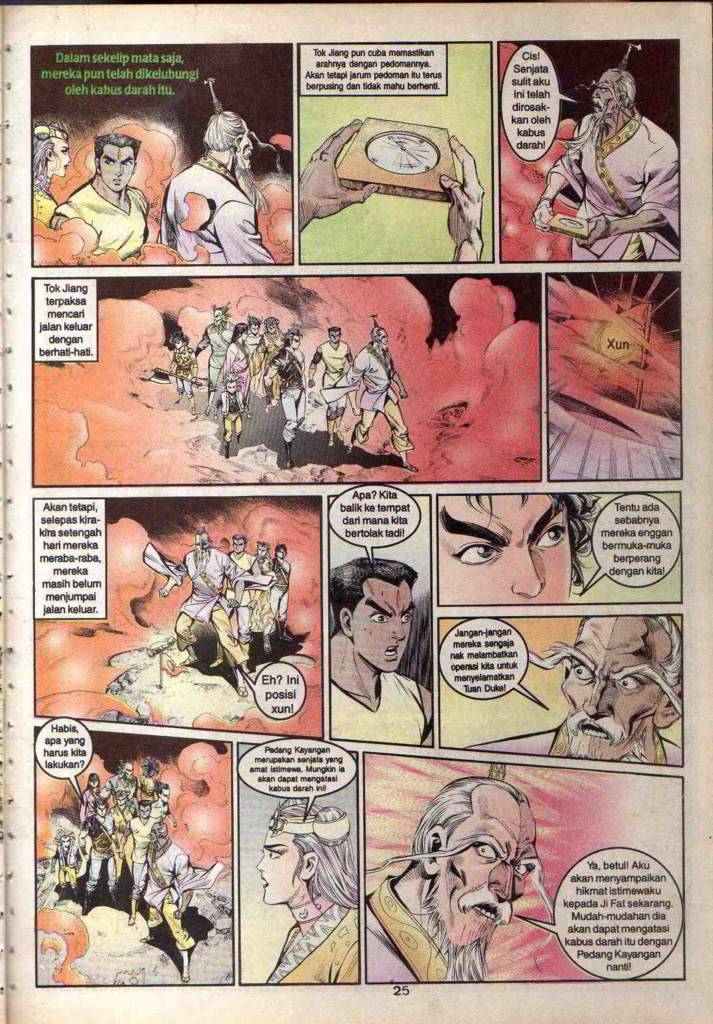 Dalam sekelip mata saja,
mereka pun telah dikelubungi
oleh kabus darah itu.
Tok Jiang pun cuba memastikan
arahnya dengan pedomannya.
Akan tetapi jarum pedoman itu terus
berpusing dan tidak mahu berhenti.
Cis!
Senjata
sulit aku
ini telah
dirosak-
kan oleh
kabus
darah!
Tok Jiang
terpaksa
mencari
jalan keluar
dengan
berhati-hati.
Xun
Akan tetapi,
selepas kira-
kira setengah
hari mereka
meraba-raba,
mereka
masih belum
menjumpai
jalan keluar.
Eh? Ini
posisi
xun!
Apa? Kita
balik ke tempat
dari mana kita
bertolak tadi!
Tentu ada
sebabnya
mereka enggan
bermuka-muka
berperang
dengan kita!
Jangan-jangan
mereka sengaja
nak melambatkan
operasi kita untuk
menyelamatkan
Tuan Duke!
Habis,
apa yang
harus kita
lakukan?
Pedang Kayangan
merupakan senjata yang
amat istimewa. Mungkin ia
akan dapat mengatasi
kabus darah ini!
Ya, betul! Aku
akan menyampaikan
hikmat istimewaku
kepada Ji Fat sekarang.
Mudah-mudahan dia
akan dapat mengatasi
kabus darah itu dengan
Pedang Kayangan
nanti!
25